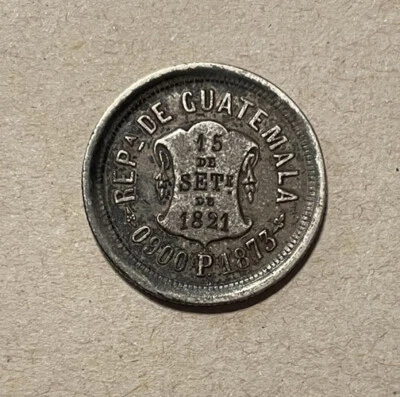 REPᴬ DE GUATEMALA
15
DE
SETᴱ
DE
1821
0900 P. 1873